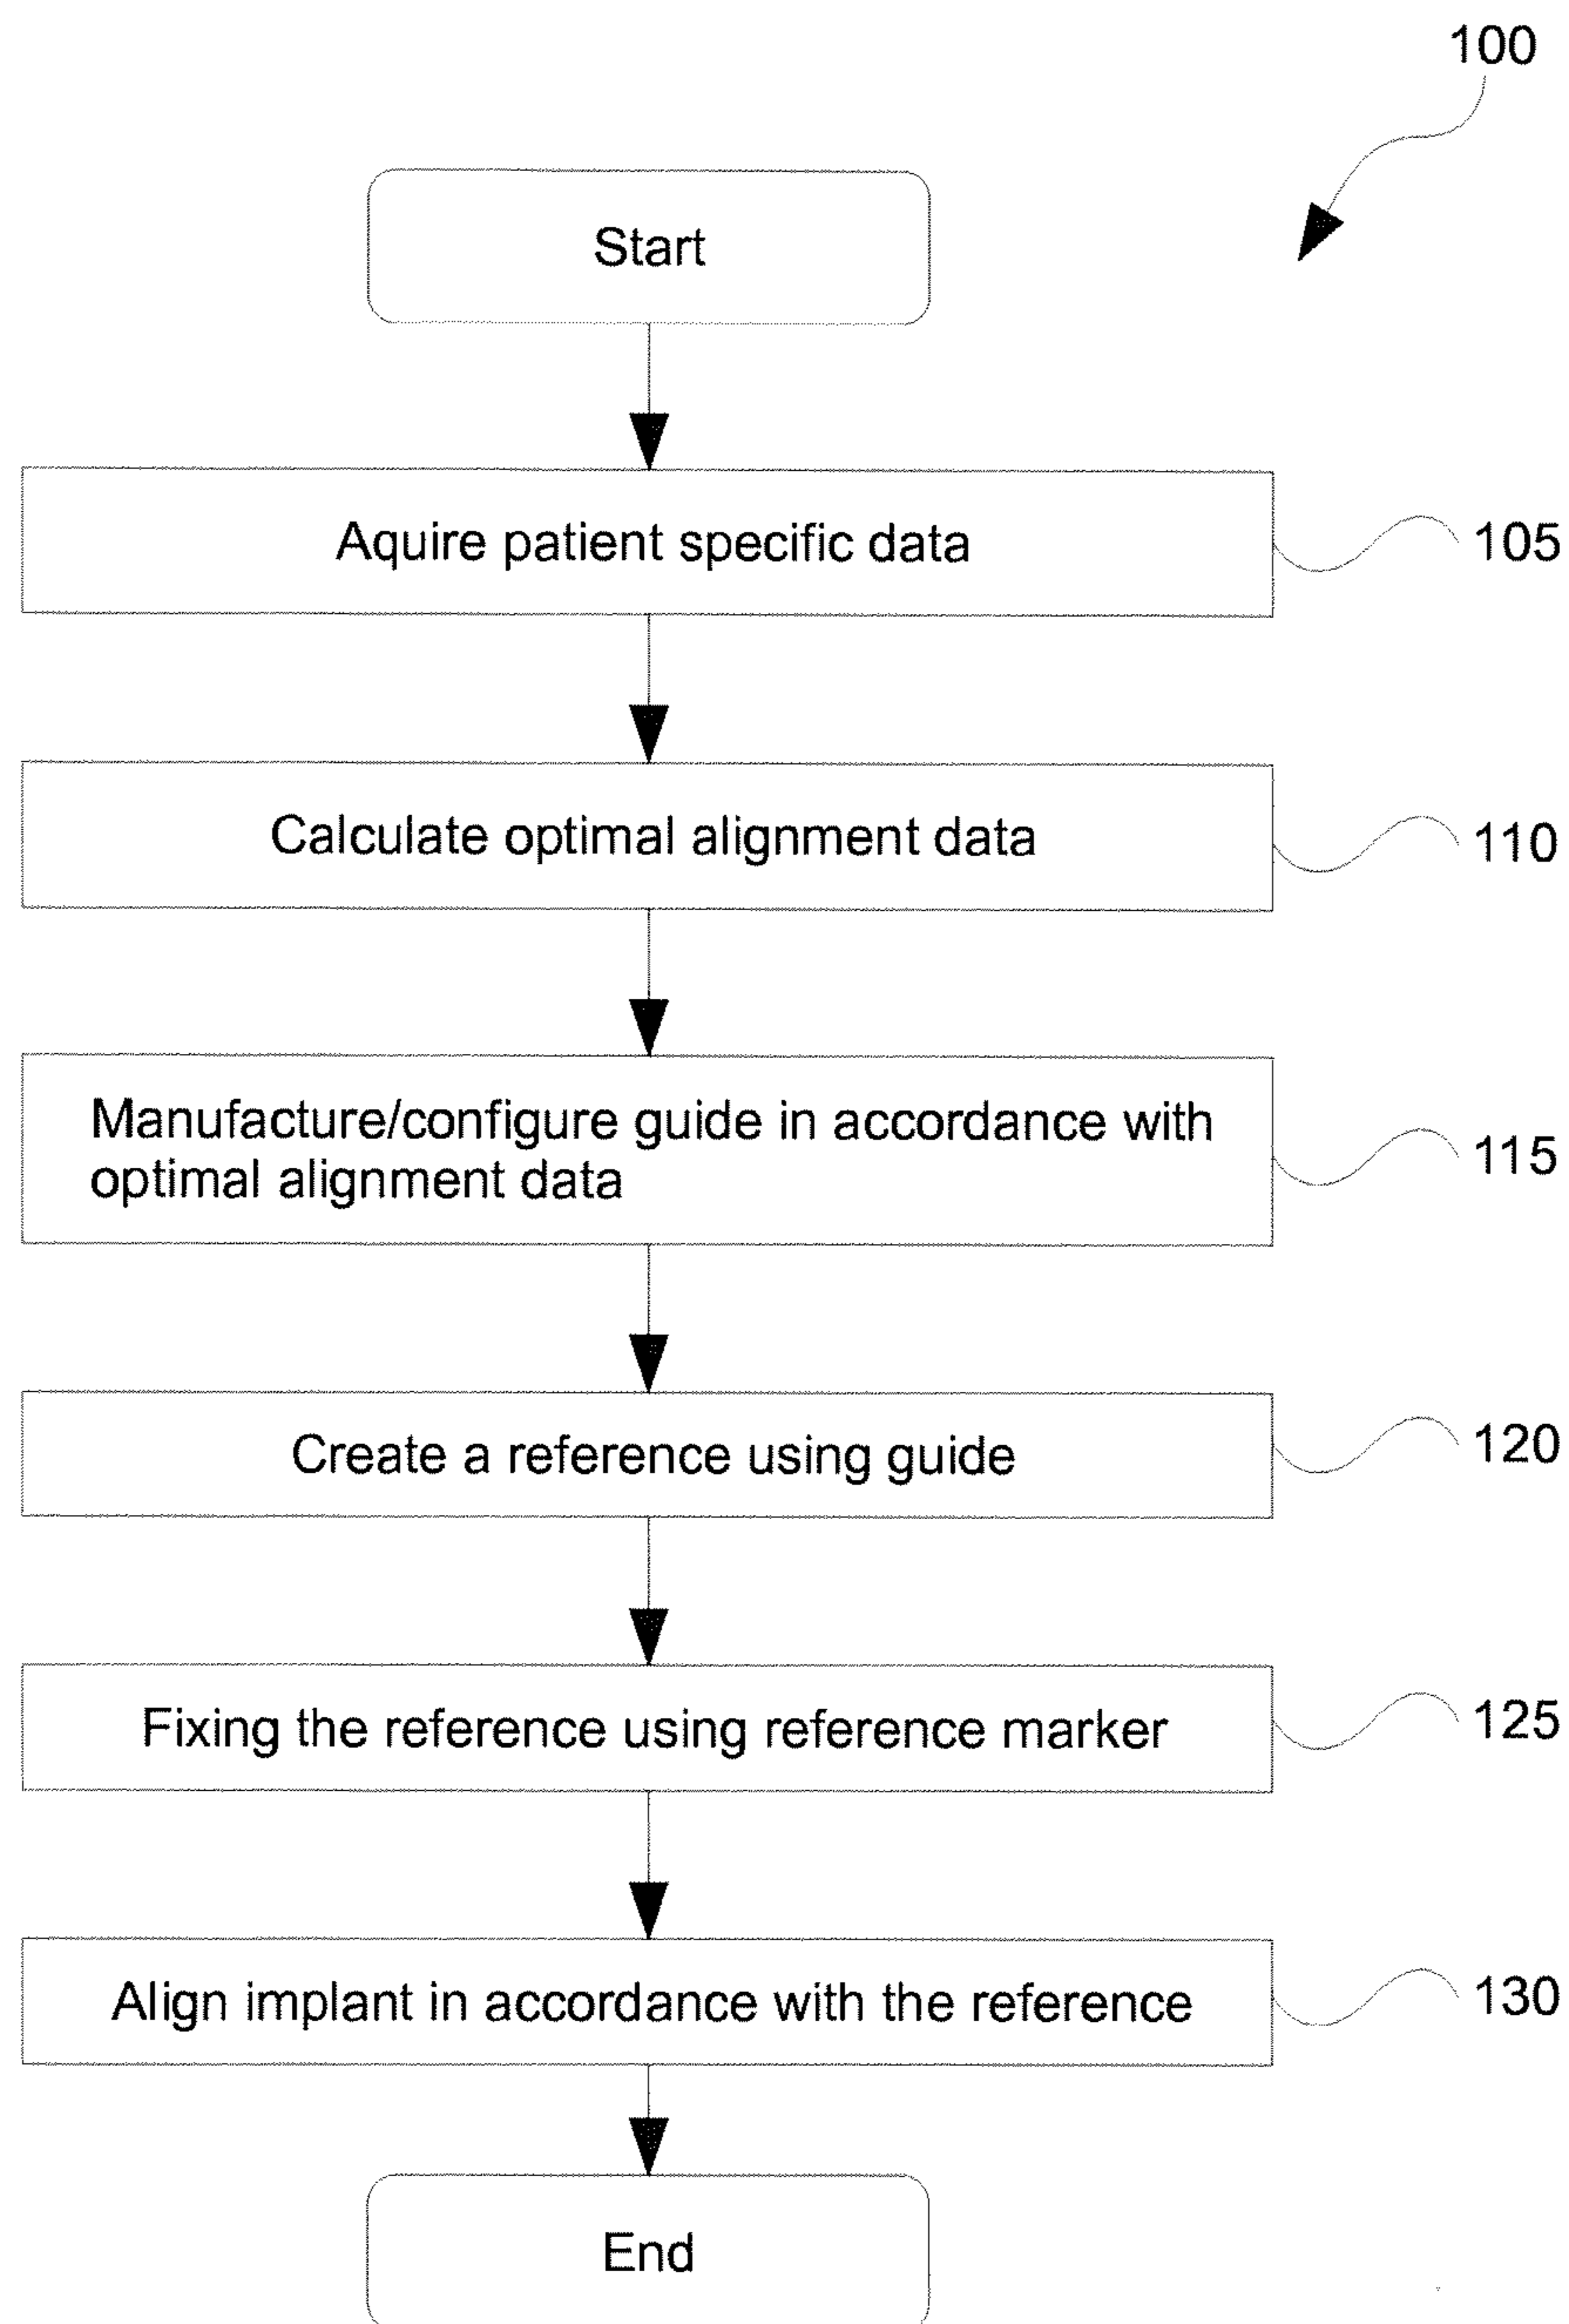 100
Start
Aquire patient specific data
105
Calculate optimal alignment data
110
Manufacture/configure guide in accordance with
optimal alignment data
115
Create a reference using guide
120
Fixing the reference using reference marker
125
Align implant in accordance with the reference
130
End